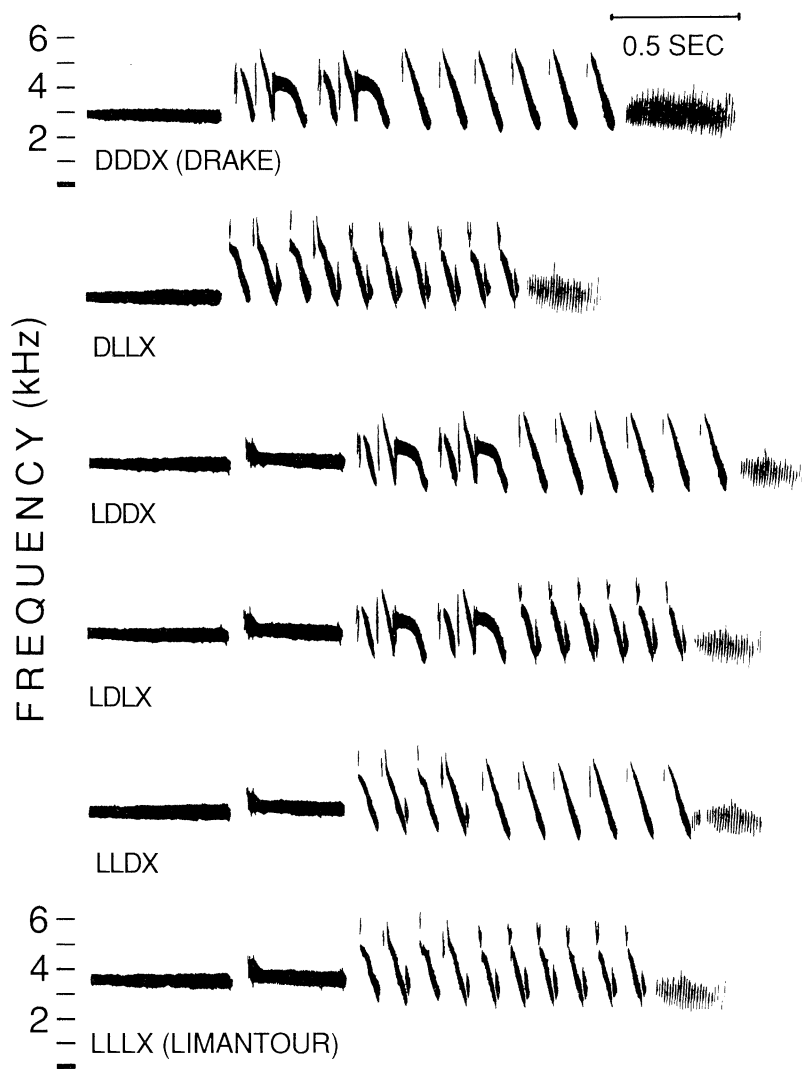 0.5 SEC
6
4
2
DDDX (DRAKE)
DLLX
FREQUENCY (kHz)
LDDX
LDLX
LLDX
6
4
2
LLLX (LIMANTOUR)